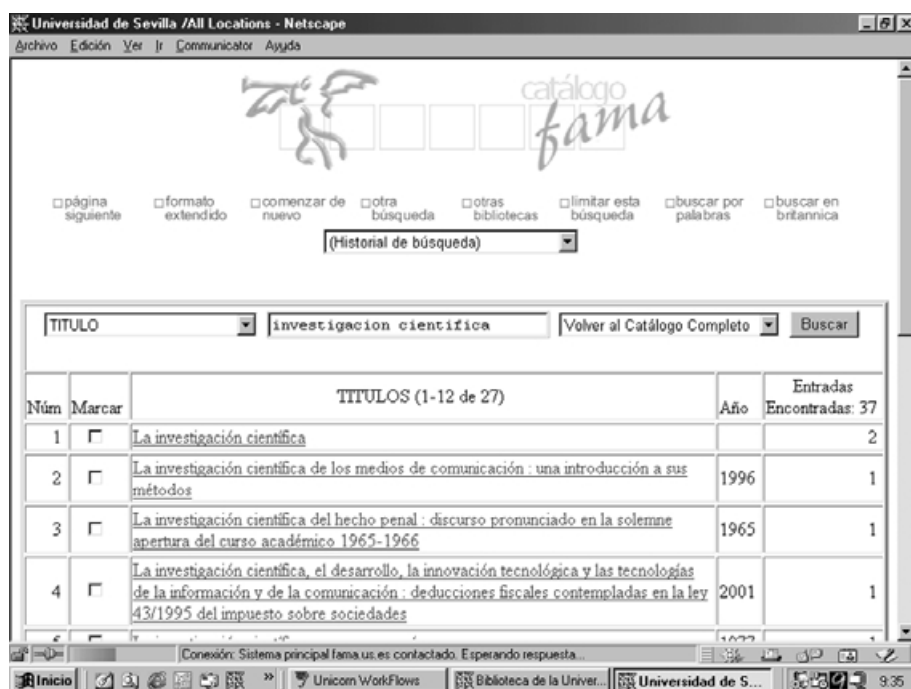 Universidad de Sevilla /All Locations - Netscape
Archivo Edición Ver Ir Communicator Ayuda
catálogo
fama
página siguiente
formato extendido
comenzar de nuevo
otra búsqueda
otras bibliotecas
limitar esta búsqueda
buscar por palabras
buscar en britannica
(Historial de búsqueda)
TITULO investigacion cientifica Volver al Catálogo Completo Buscar
Núm Marcar TITULOS (1-12 de 27) Año Entradas Encontradas: 37
1 La investigación científica 2
2 La investigación científica de los medios de comunicación : una introducción a sus
métodos 1996 1
3 La investigación científica del hecho penal : discurso pronunciado en la solemne
apertura del curso académico 1965-1966 1965 1
4 La investigación científica, el desarrollo, la innovación tecnológica y las tecnologías
de la información y de la comunicación : deducciones fiscales contempladas en la ley
43/1995 del impuesto sobre sociedades 2001 1
Conexión: Sistema principal fama.us.es contactado. Esperando respuesta...
Inicio » Unicorn WorkFlows Biblioteca de la Univer... Universidad de S... 9:35